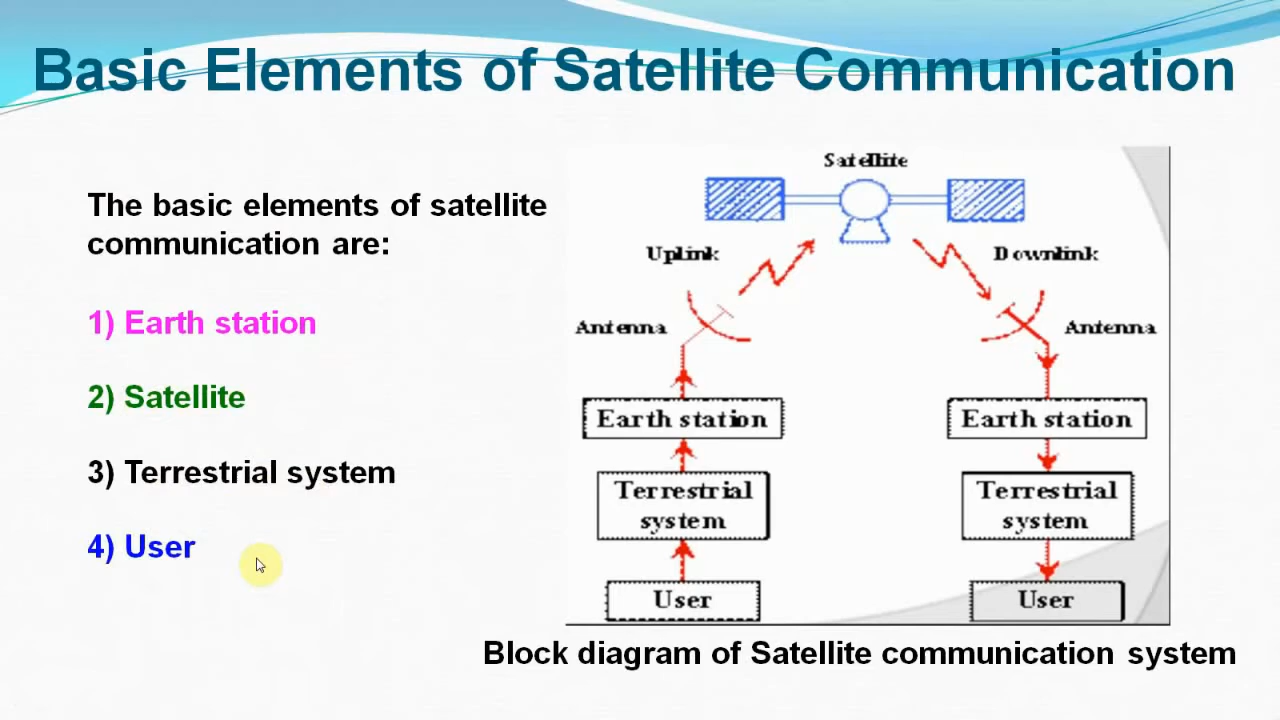 Basic Elements of Satellite Communication
The basic elements of satellite
communication are:
1) Earth station
2) Satellite
3) Terrestrial system
4) User
Satellite
Uplink
Downlink
Antenna
Antenna
Earth station
Earth station
Terrestrial
system
Terrestrial
system
User
User
Block diagram of Satellite communication system